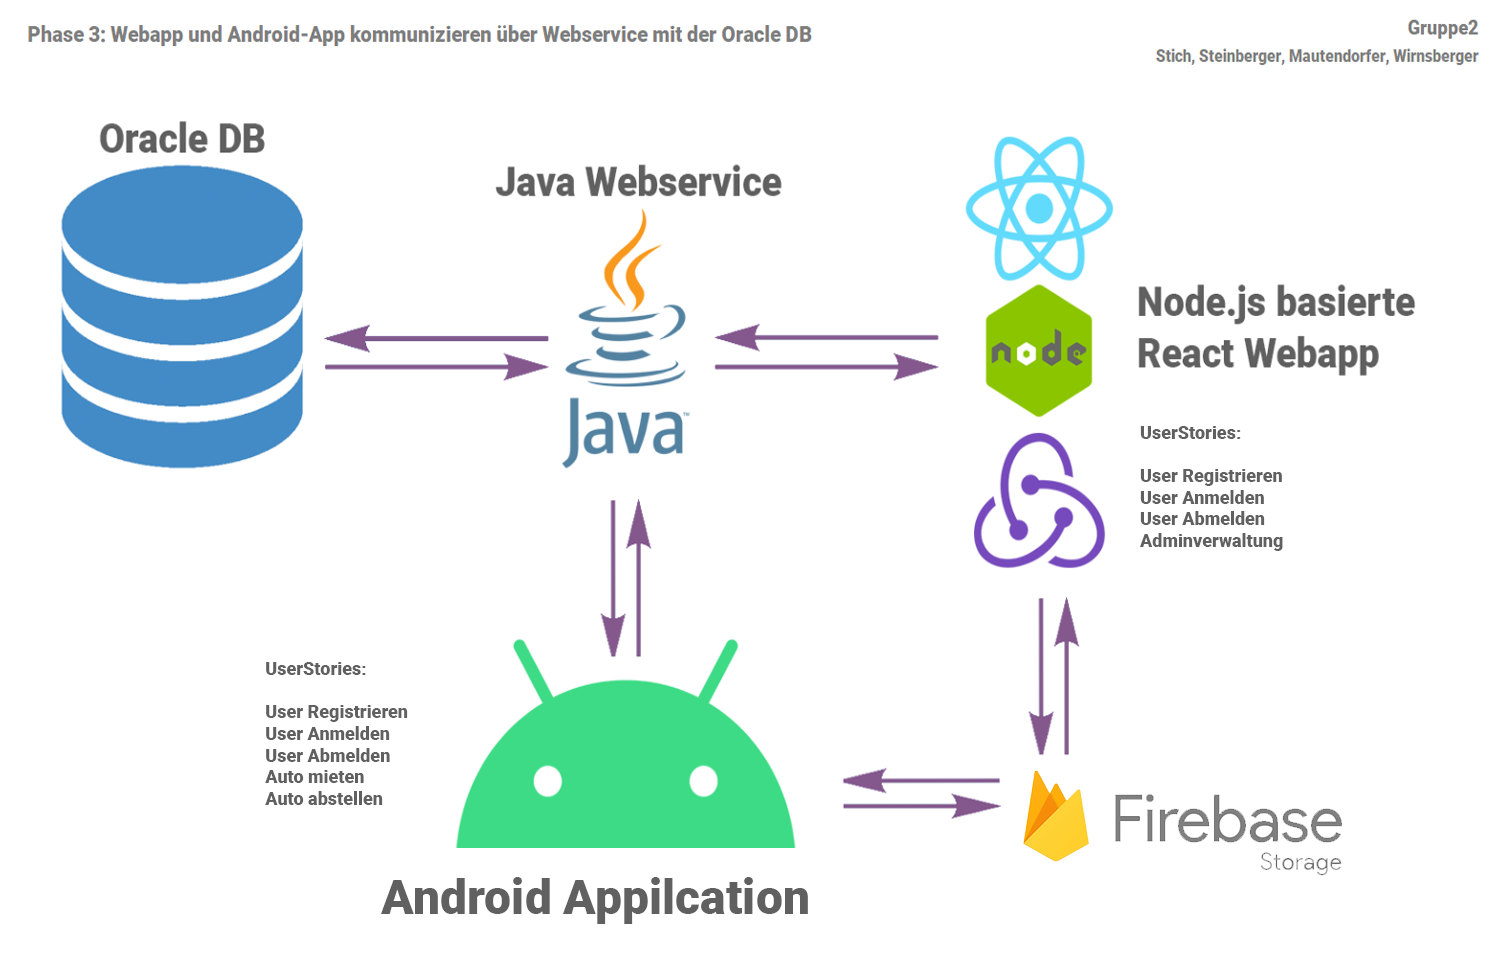 Phase 3: Webapp und Android-App kommunizieren über Webservice mit der Oracle DB
Gruppe2
Stich, Steinberger, Mautendorfer, Wirnsberger
Oracle DB
Java Webservice
Java™
node
Node.js basierte
React Webapp
UserStories:
User Registrieren
User Anmelden
User Abmelden
Adminverwaltung
UserStories:
User Registrieren
User Anmelden
User Abmelden
Auto mieten
Auto abstellen
Android Appilcation
Firebase
Storage